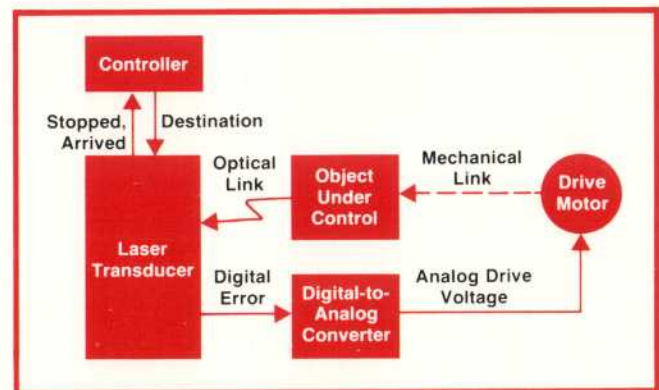 Controller
Stopped,
Arrived
Destination
Optical
Link
Object
Under
Control
Mechanical
Link
Drive
Motor
Laser
Transducer
Digital
Error
Digital-to-
Analog
Converter
Analog Drive
Voltage